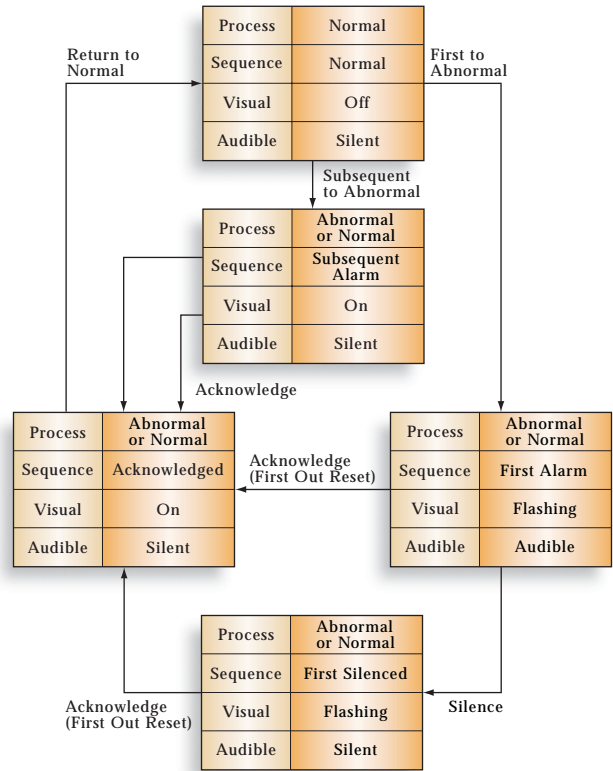 Process Normal
Return to
Normal
Sequence Normal
First to
Abnormal
Visual Off
Audible Silent
Subsequent
to Abnormal
Process Abnormal
or Normal
Sequence Subsequent
Alarm
Visual On
Audible Silent
Acknowledge
Process Abnormal
or Normal
Sequence Acknowledged
Visual On
Audible Silent
Acknowledge
(First Out Reset)
Process Abnormal
or Normal
Sequence First Alarm
Visual Flashing
Audible Audible
Process Abnormal
or Normal
Sequence First Silenced
Visual Flashing
Audible Silent
Acknowledge
(First Out Reset)
Silence